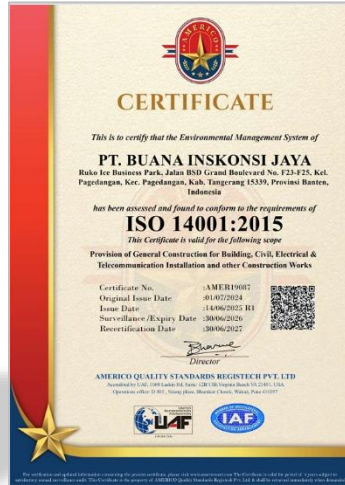 AMERICO
CERTIFICATE
This is to certify that the Environmental Management System of
PT. BUANA INSKONSI JAYA
Ruko Ice Business Park, Jalan BSD Grand Boulevard No. F23-F25, Kel.
Pagedangan, Kec. Pagedangan, Kab. Tangerang 15339, Provinsi Banten,
Indonesia
has been assessed and found to conform to the requirements of
ISO 14001:2015
This Certificate is valid for the following scope
Provision of General Construction for Building, Civil, Electrical &
Telecommunication Installation and other Construction Works
Certificate No. :AMER19687
Original Issue Date :01/07/2024
Issue Date :14/06/2025 R1
Surveillance /Expiry Date :30/06/2026
Recertification Date :30/06/2027
Director
AMERICO QUALITY STANDARDS REGISTECH PVT. LTD
UAF
IAF